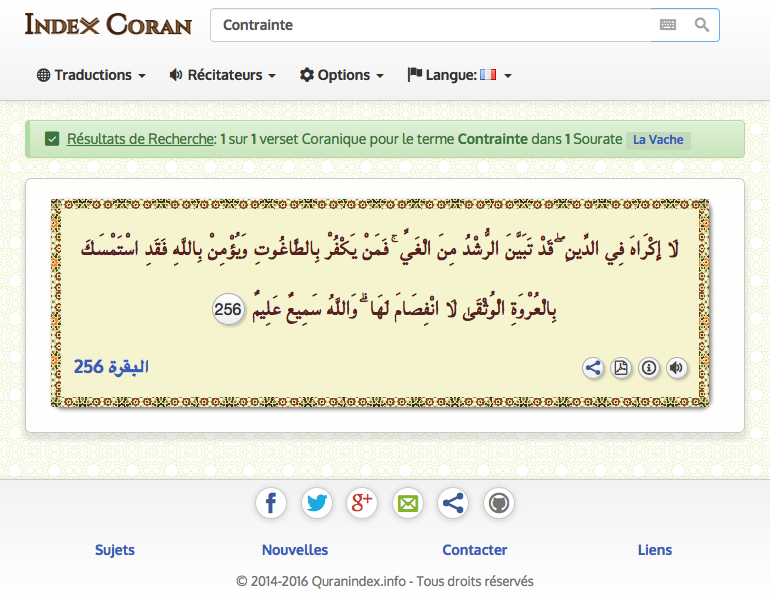 Index Coran
Contrainte
Traductions
Récitateurs
Options
Langue:
Résultats de Recherche: 1 sur 1 verset Coranique pour le terme Contrainte dans 1 Sourate La Vache
لَا إِكْرَاهَ فِي الدِّينِ ۖ قَدْ تَبَيَّنَ الرُّشْدُ مِنَ الْغَيِّ ۚ فَمَنْ يَكْفُرْ بِالطَّاغُوتِ وَيُؤْمِنْ بِاللَّهِ فَقَدِ اسْتَمْسَكَ
بِالْعُرْوَةِ الْوُثْقَىٰ لَا انْفِصَامَ لَهَا ۗ وَاللَّهُ سَمِيعٌ عَلِيمٌ 256
البقرة 256
Sujets
Nouvelles
Contacter
Liens
© 2014-2016 Quranindex.info - Tous droits réservés